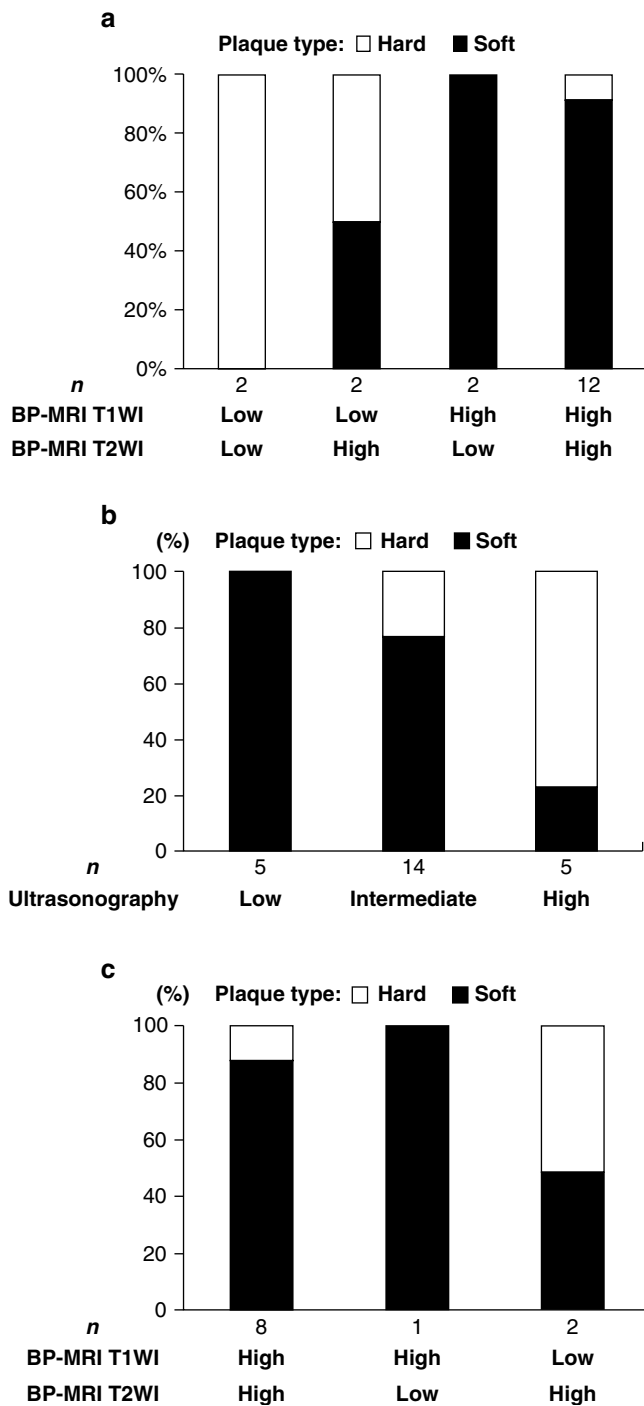 a
Plaque type: Hard Soft
100%
80%
60%
40%
20%
0%
n 2 2 2 12
BP-MRI T1WI Low Low High High
BP-MRI T2WI Low High Low High
b
(%) Plaque type: Hard Soft
100
80
60
40
20
0
n 5 14 5
Ultrasonography Low Intermediate High
c
(%) Plaque type: Hard Soft
100
80
60
40
20
0
n 8 1 2
BP-MRI T1WI High High Low
BP-MRI T2WI High Low High